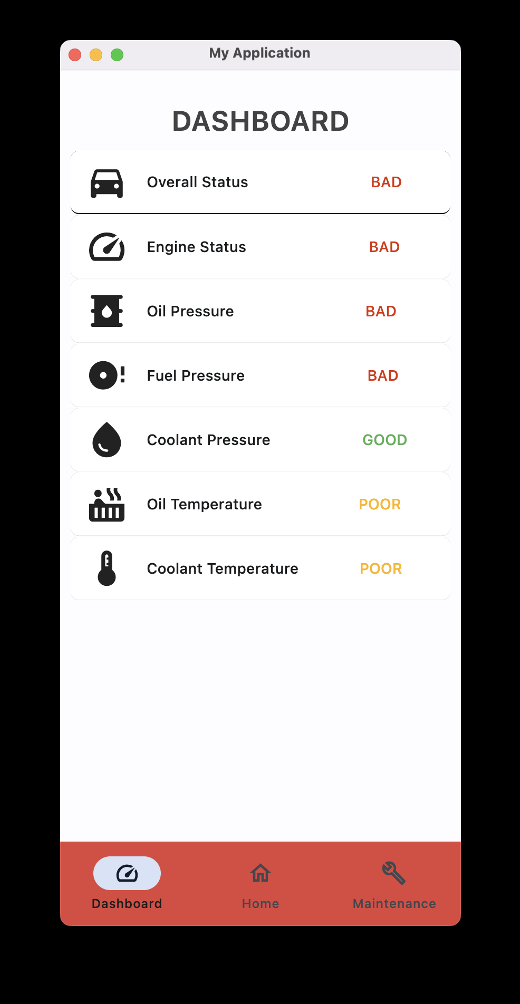 My Application
DASHBOARD
Overall Status BAD
Engine Status BAD
Oil Pressure BAD
Fuel Pressure BAD
Coolant Pressure GOOD
Oil Temperature POOR
Coolant Temperature POOR
Dashboard Home Maintenance